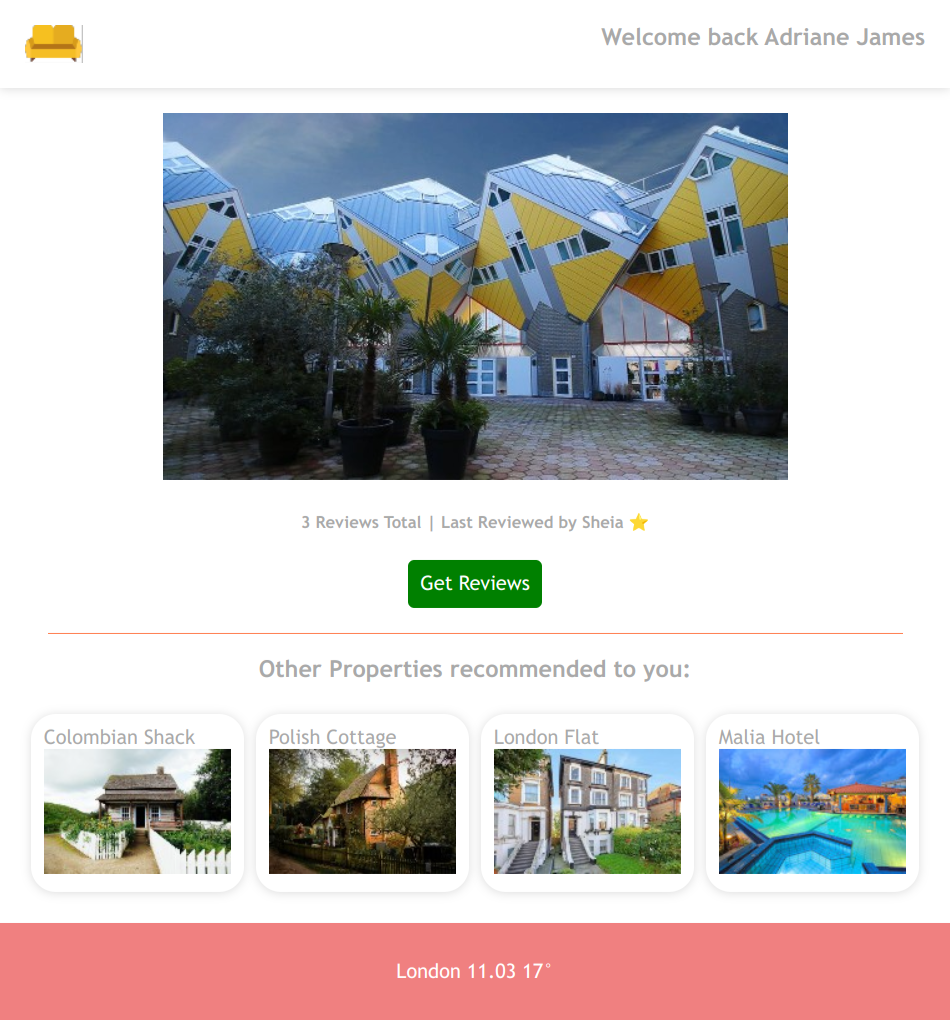 Welcome back Adriane James
3 Reviews Total | Last Reviewed by Sheia ⭐
Get Reviews
Other Properties recommended to you:
Colombian Shack
Polish Cottage
London Flat
Malia Hotel
London 11.03 17°